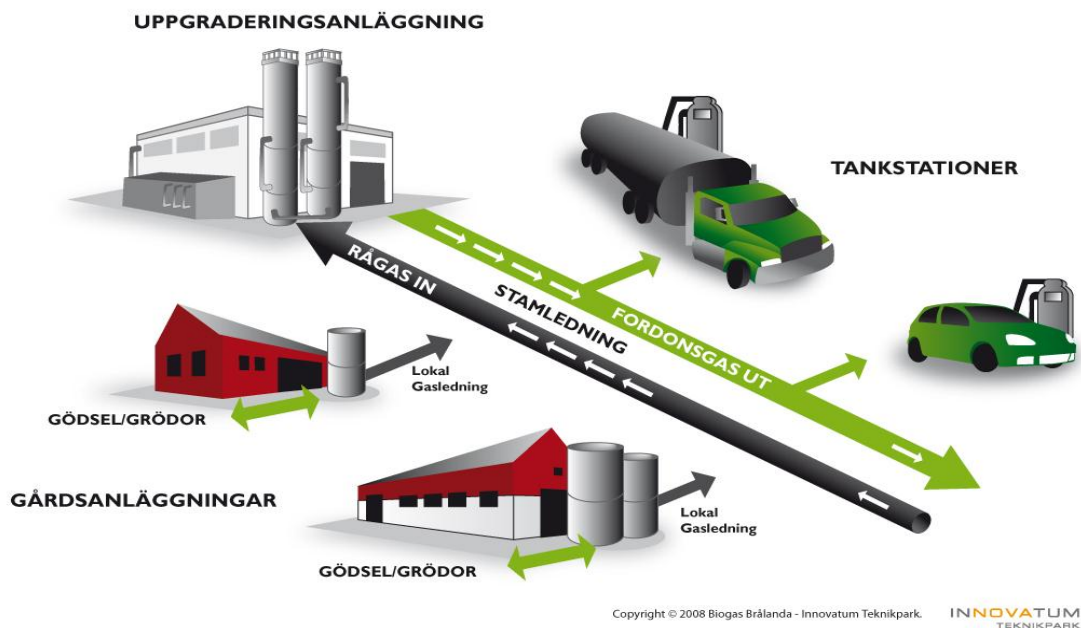 UPPGRADERINGSANLÄGGNING
TANKSTATIONER
RÅGAS IN
STAMLEDNING
FORDONSGAS UT
Lokal
Gasledning
GÖDSEL/GRÖDOR
GÅRDSANLÄGGNINGAR
Lokal
Gasledning
GÖDSEL/GRÖDOR
Copyright © 2008 Biogas Brålanda - Innovatum Teknikpark.
INNOVATUM
TEKNIKPARK